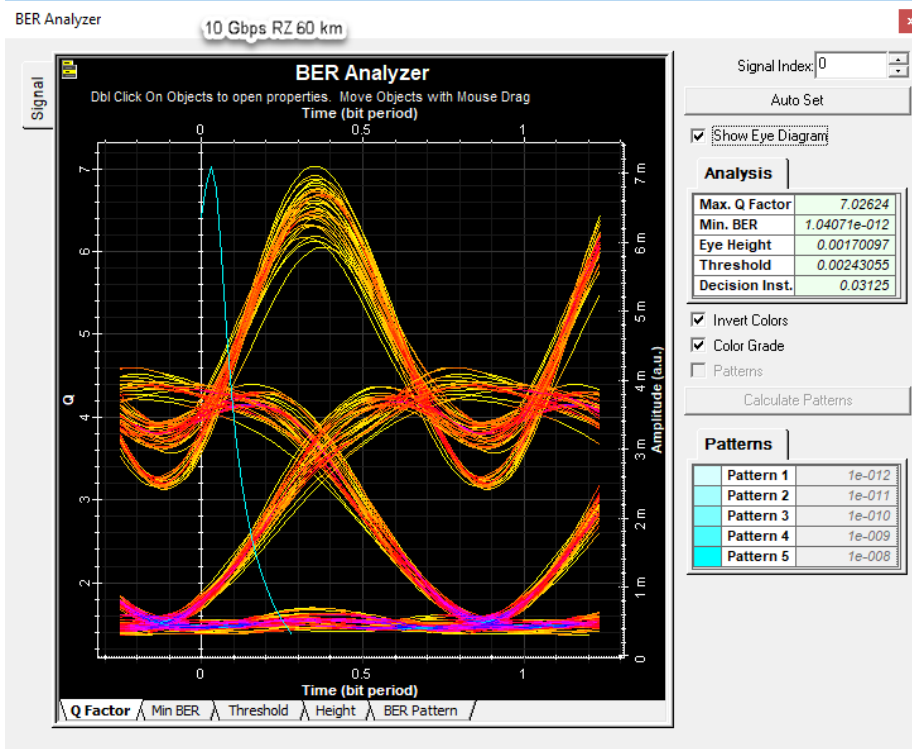 BER Analyzer
x
10 Gbps RZ 60 km
Signal
BER Analyzer
Dbl Click On Objects to open properties.  Move Objects with Mouse Drag
Time (bit period)
0 0.5 1
7
6
5
4
3
2
Q
7 m
6 m
5 m
4 m
3 m
2 m
1 m
0
Amplitude (a.u.)
0 0.5 1
Time (bit period)
Q Factor Min BER Threshold Height BER Pattern
Signal Index: 0
Auto Set
Show Eye Diagram
Analysis
Max. Q Factor 7.02624
Min. BER 1.04071e-012
Eye Height 0.00170097
Threshold 0.00243055
Decision Inst. 0.03125
Invert Colors
Color Grade
Patterns
Calculate Patterns
Patterns
Pattern 1 1e-012
Pattern 2 1e-011
Pattern 3 1e-010
Pattern 4 1e-009
Pattern 5 1e-008